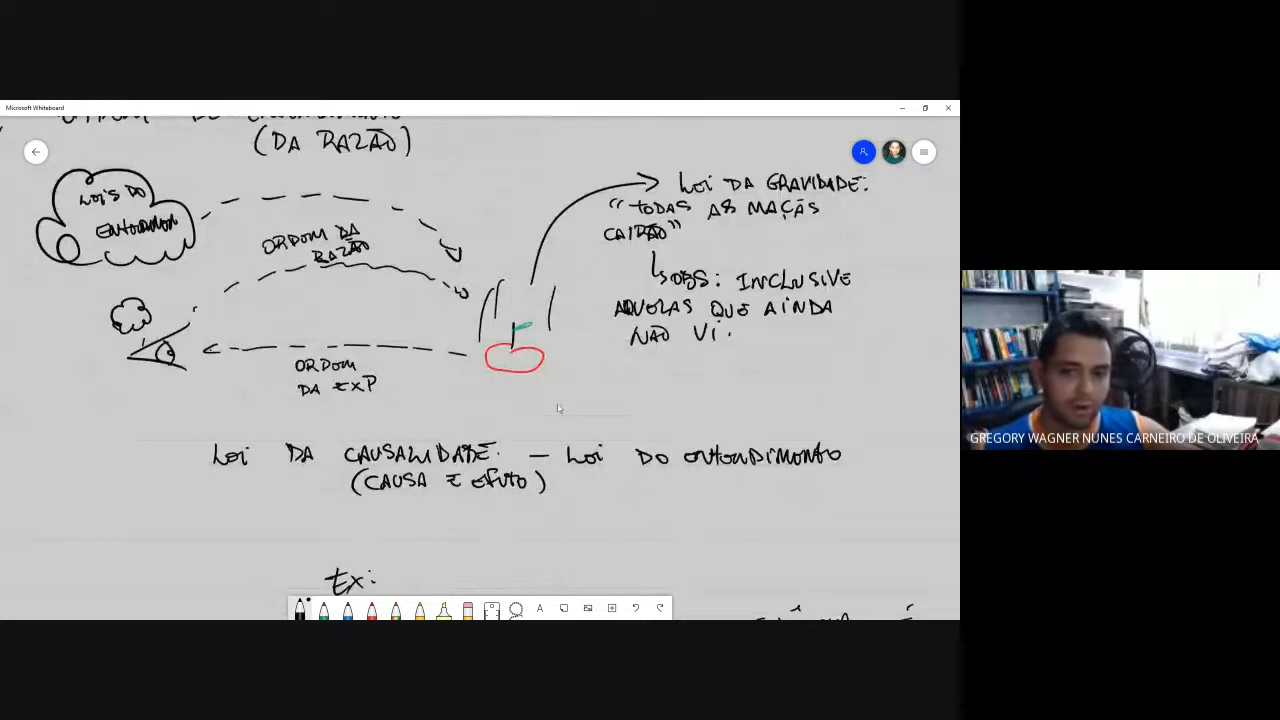 Microsoft Whiteboard
(DA RAZÃO)
LEIS DO
LEI DA GRAVIDADE:
"TODAS AS MAÇÃS
CAIRÃO"
ORDEM DA
RAZÃO
OBS: INCLUSIVE
AQUELAS QUE AINDA
NÃO VI.
ORDEM
DA EXP
LEI DA CAUSALIDADE. — LEI DO ENTENDIMENTO
(CAUSA E EFEITO)
Ex:
GREGORY WAGNER NUNES CARNEIRO DE OLIVEIRA